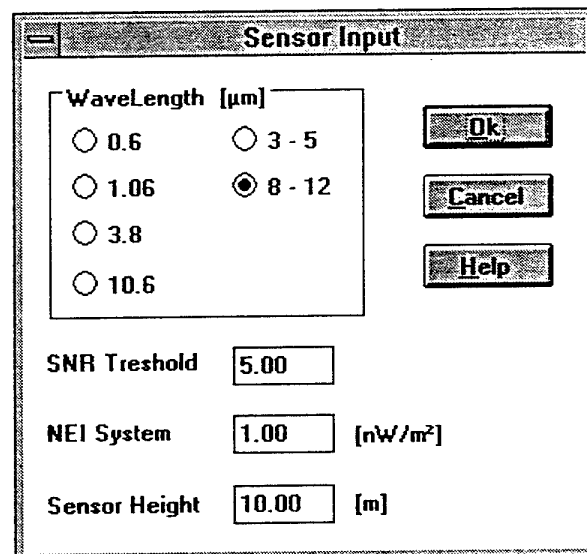 Sensor Input
WaveLength [µm]
0.6
3 - 5
1.06
8 - 12
3.8
10.6
Ok
Cancel
Help
SNR Treshold 5.00
NEI System 1.00 [nW/m²]
Sensor Height 10.00 [m]